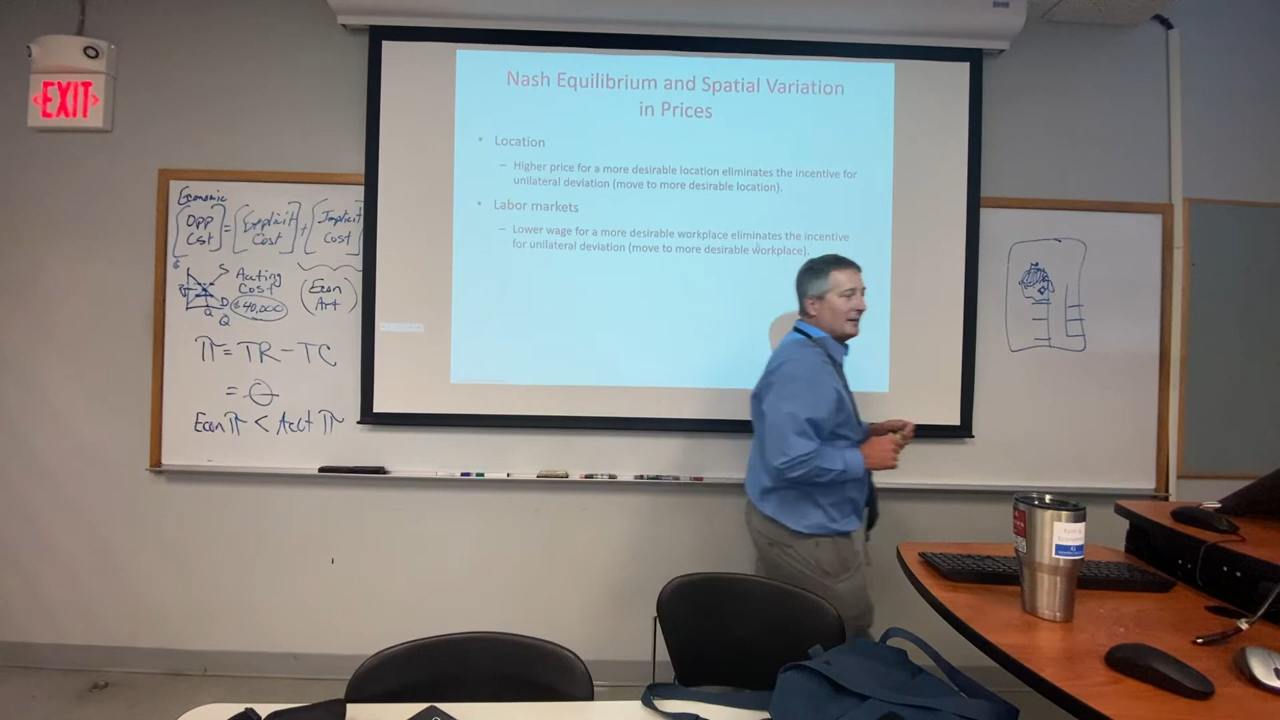 EXIT
Nash Equilibrium and Spatial Variation
in Prices
• Location
– Higher price for a more desirable location eliminates the incentive for
unilateral deviation (move to more desirable location).
• Labor markets
– Lower wage for a more desirable workplace eliminates the incentive
for unilateral deviation (move to more desirable workplace).
Economic
[Opp Cst] = [Explicit Cost] + [Implicit Cost]
$ S
Accting
Cost
$40,000
(Econ
Art)
D
Q
Q
π = TR - TC
= O
Econ π < Acct π